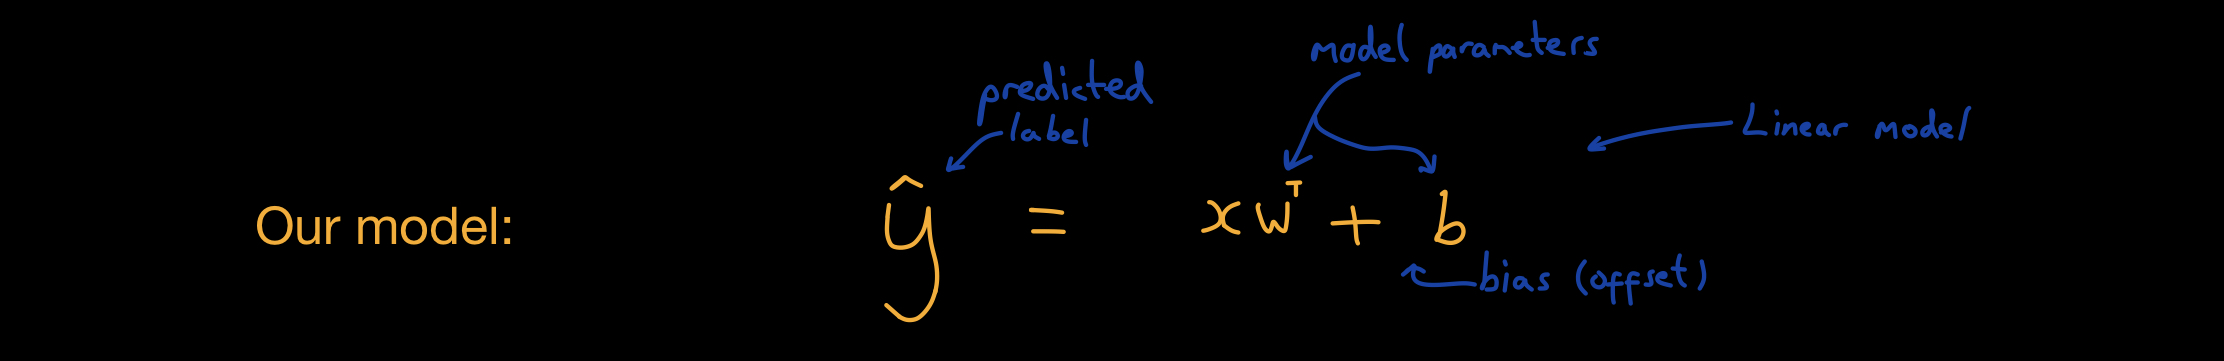 model parameters
predicted
label
Linear model
Our model: ŷ = xwᵀ + b
bias (offset)